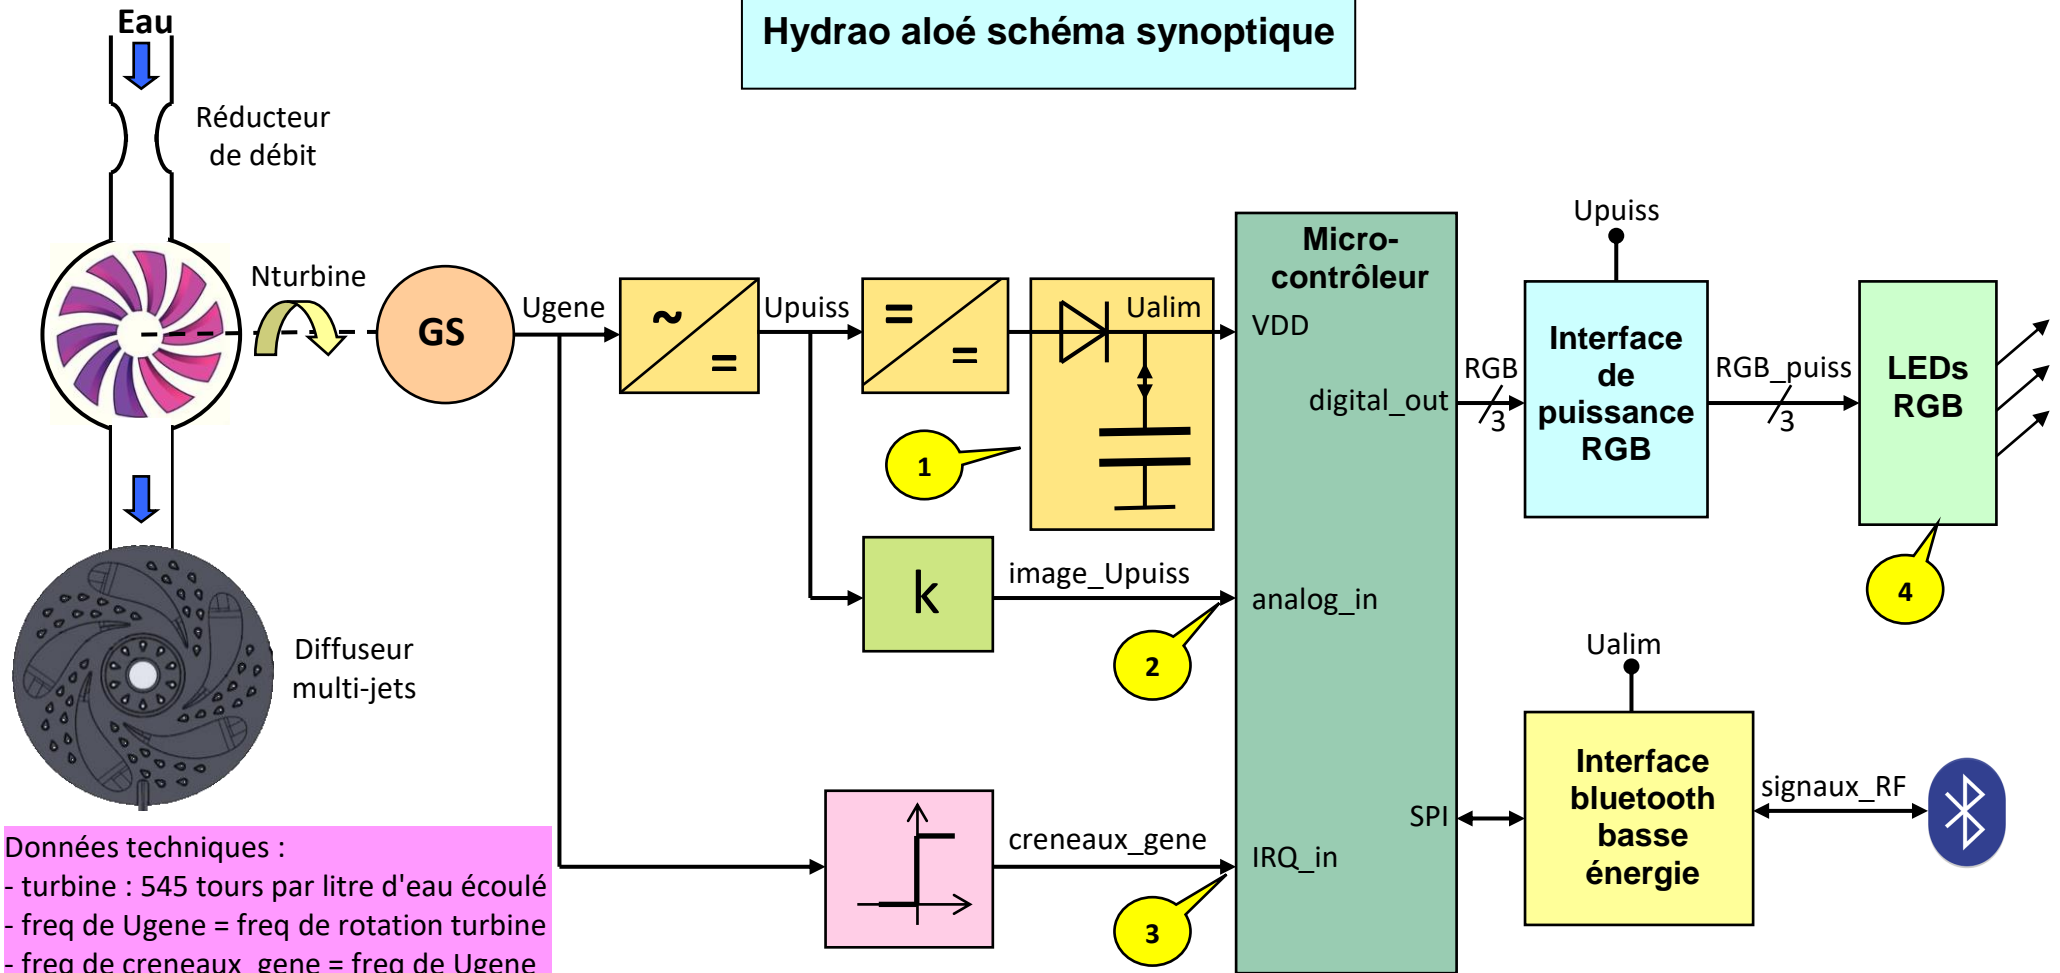 Hydrao aloé schéma synoptique
Eau
Réducteur
de débit
Nturbine
GS
Ugene
~
=
Upuiss
=
=
Ualim
1
k
image_Upuiss
2
creneaux_gene
3
Micro-
contrôleur
VDD
digital_out
analog_in
SPI
IRQ_in
RGB
3
Upuiss
Interface
de
puissance
RGB
RGB_puiss
3
LEDs
RGB
4
Ualim
Interface
bluetooth
basse
énergie
signaux_RF
Diffuseur
multi-jets
Données techniques :
- turbine : 545 tours par litre d'eau écoulé
- freq de Ugene = freq de rotation turbine
- freq de creneaux_gene = freq de Ugene